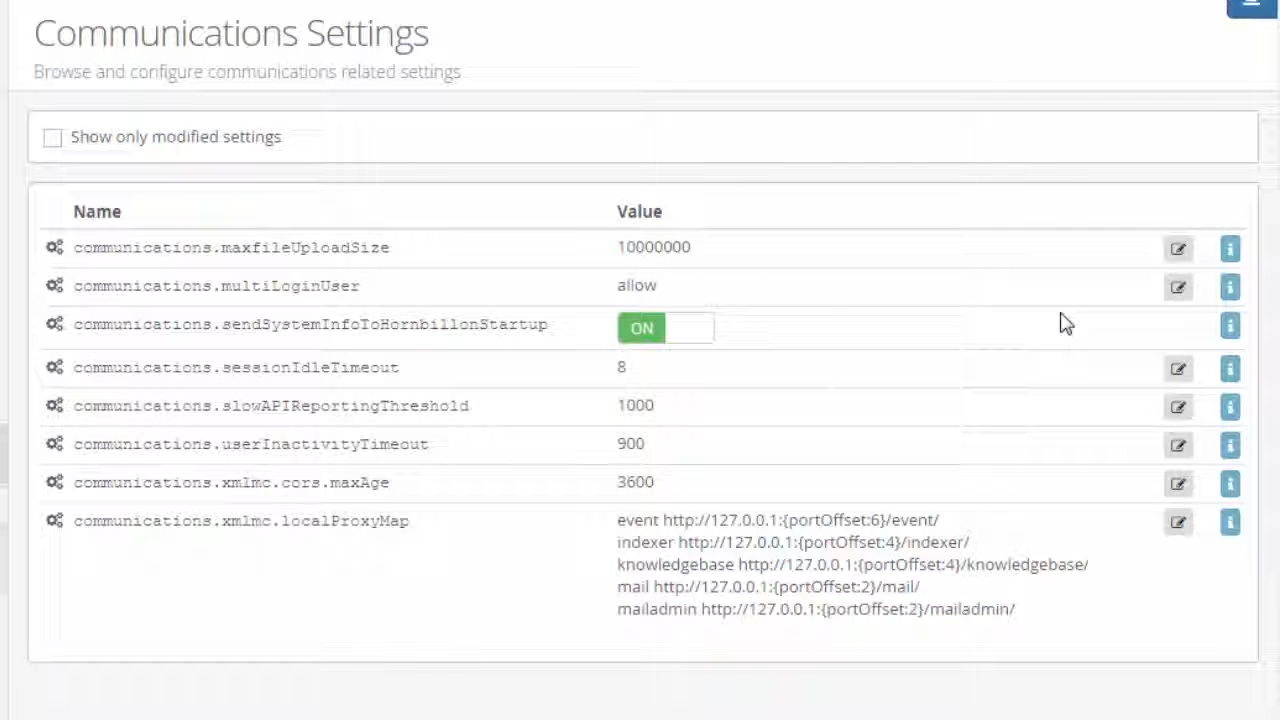 Communications Settings
Browse and configure communications related settings
Show only modified settings
Name Value
communications.maxfileUploadSize 10000000
communications.multiLoginUser allow
communications.sendSystemInfoToHornbillonStartup ON
communications.sessionIdleTimeout 8
communications.slowAPIReportingThreshold 1000
communications.userInactivityTimeout 900
communications.xmlmc.cors.maxAge 3600
communications.xmlmc.localProxyMap event http://127.0.0.1:{portOffset:6}/event/
indexer http://127.0.0.1:{portOffset:4}/indexer/
knowledgebase http://127.0.0.1:{portOffset:4}/knowledgebase/
mail http://127.0.0.1:{portOffset:2}/mail/
mailadmin http://127.0.0.1:{portOffset:2}/mailadmin/